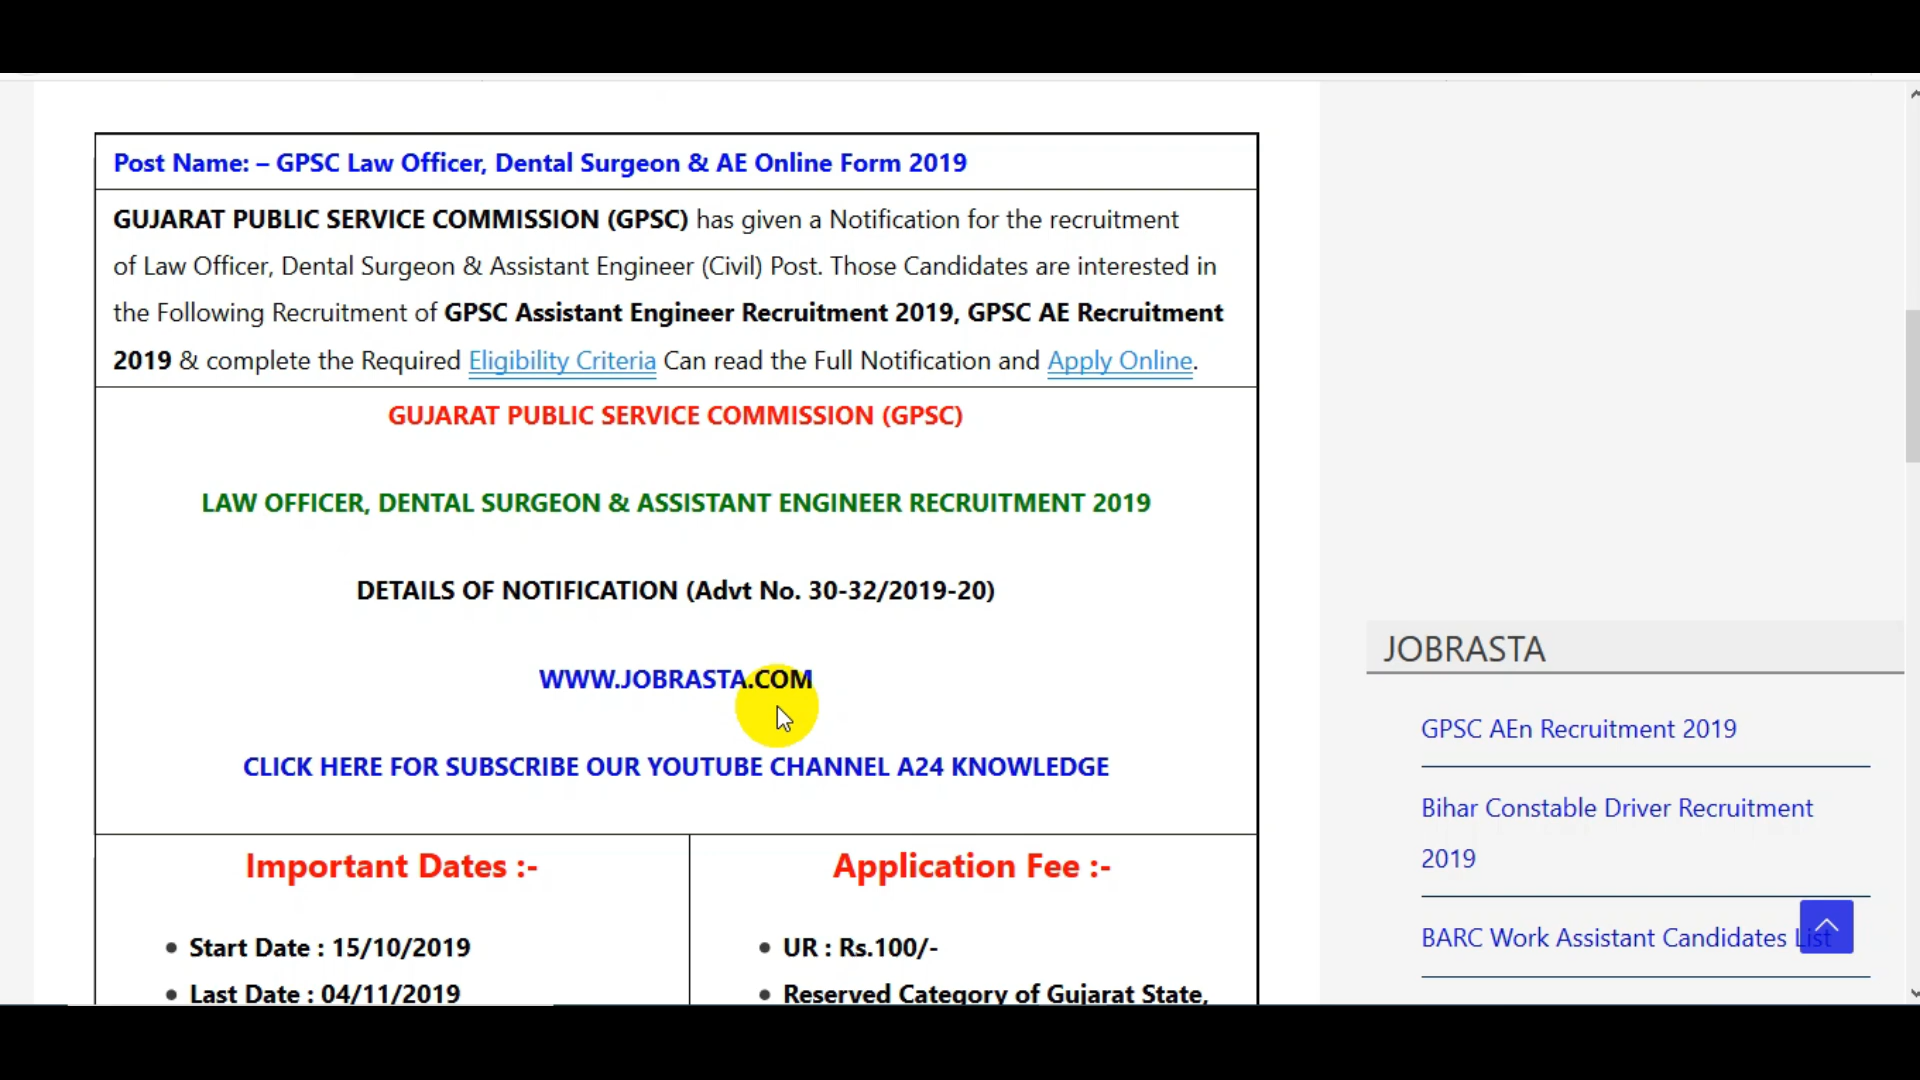 Post Name: – GPSC Law Officer, Dental Surgeon & AE Online Form 2019
GUJARAT PUBLIC SERVICE COMMISSION (GPSC) has given a Notification for the recruitment
of Law Officer, Dental Surgeon & Assistant Engineer (Civil) Post. Those Candidates are interested in
the Following Recruitment of GPSC Assistant Engineer Recruitment 2019, GPSC AE Recruitment
2019 & complete the Required Eligibility Criteria Can read the Full Notification and Apply Online.
GUJARAT PUBLIC SERVICE COMMISSION (GPSC)
LAW OFFICER, DENTAL SURGEON & ASSISTANT ENGINEER RECRUITMENT 2019
DETAILS OF NOTIFICATION (Advt No. 30-32/2019-20)
WWW.JOBRASTA.COM
CLICK HERE FOR SUBSCRIBE OUR YOUTUBE CHANNEL A24 KNOWLEDGE
Important Dates :-
Start Date : 15/10/2019
Last Date : 04/11/2019
Application Fee :-
UR : Rs.100/-
Reserved Category of Gujarat State,
JOBRASTA
GPSC AEn Recruitment 2019
Bihar Constable Driver Recruitment
2019
BARC Work Assistant Candidates List